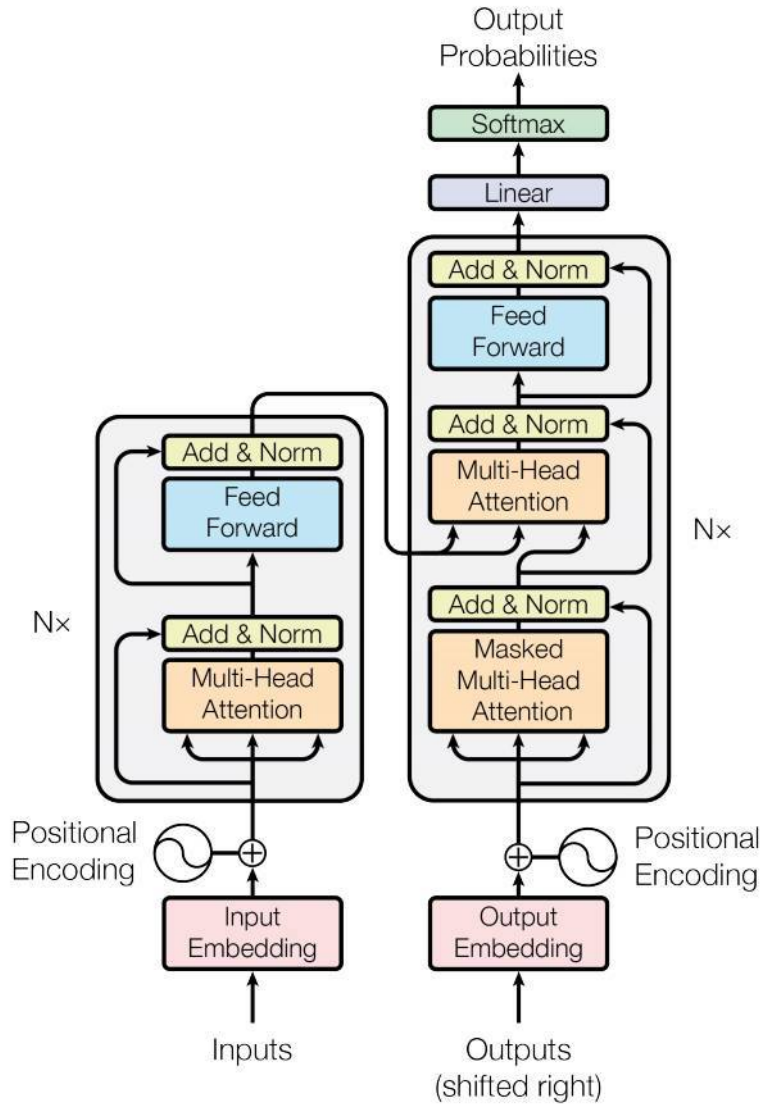 Output
Probabilities
Softmax
Linear
Add & Norm
Feed
Forward
Add & Norm
Multi-Head
Attention
Add & Norm
Masked
Multi-Head
Attention
Nx
Add & Norm
Feed
Forward
Add & Norm
Multi-Head
Attention
Nx
Positional
Encoding
Positional
Encoding
Input
Embedding
Output
Embedding
Inputs
Outputs
(shifted right)